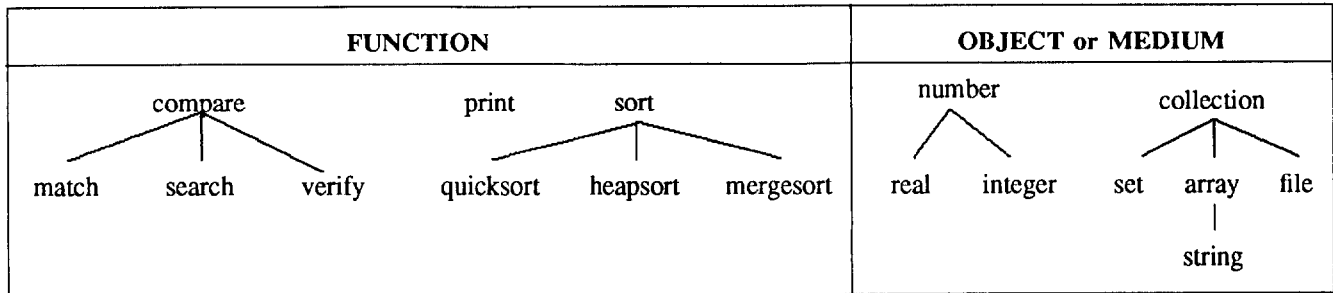 FUNCTION OBJECT or MEDIUM
compare print sort number collection
match search verify quicksort heapsort mergesort real integer set array file
string